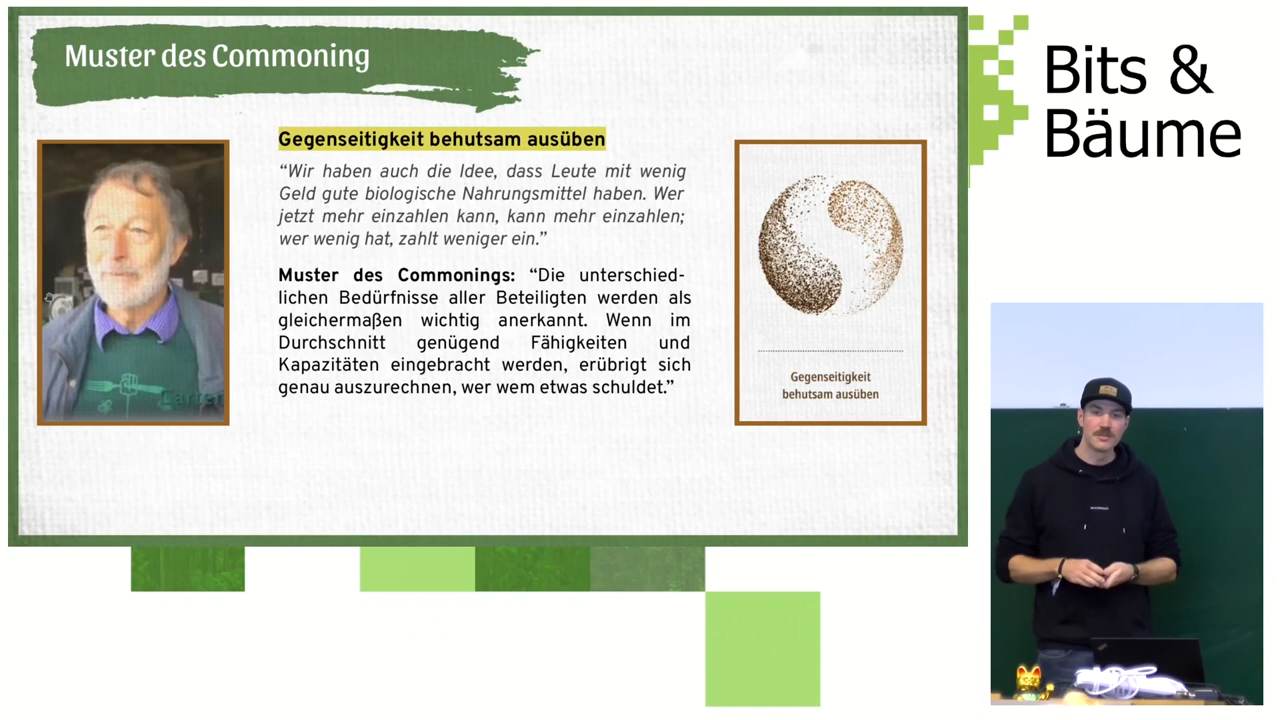 Muster des Commoning
Bits &
Bäume
Gegenseitigkeit behutsam ausüben
“Wir haben auch die Idee, dass Leute mit wenig
Geld gute biologische Nahrungsmittel haben. Wer
jetzt mehr einzahlen kann, kann mehr einzahlen;
wer wenig hat, zahlt weniger ein.”
Muster des Commonings: “Die unterschied-
lichen Bedürfnisse aller Beteiligten werden als
gleichermaßen wichtig anerkannt. Wenn im
Durchschnitt genügend Fähigkeiten und
Kapazitäten eingebracht werden, erübrigt sich
genau auszurechnen, wer wem etwas schuldet.”
Gegenseitigkeit
behutsam ausüben